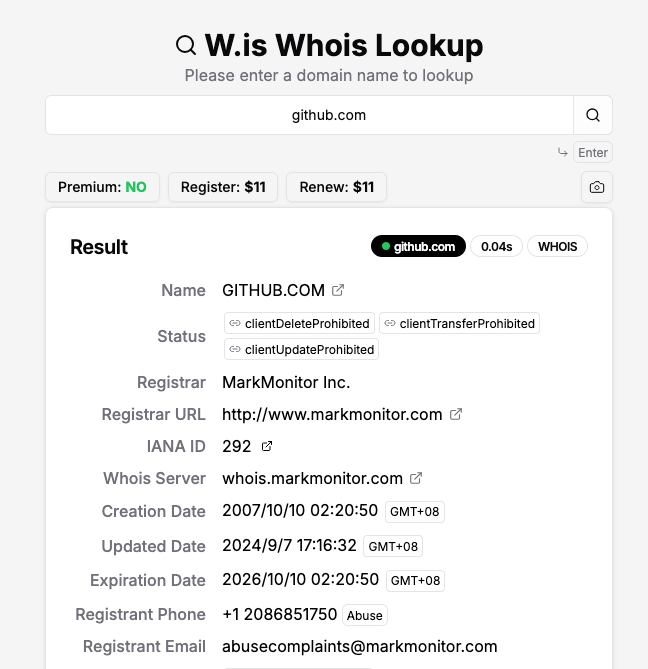 W.is Whois Lookup
Please enter a domain name to lookup
github.com
Enter
Premium: NO Register: $11 Renew: $11
Result github.com 0.04s WHOIS
Name GITHUB.COM
Status clientDeleteProhibited clientTransferProhibited
clientUpdateProhibited
Registrar MarkMonitor Inc.
Registrar URL http://www.markmonitor.com
IANA ID 292
Whois Server whois.markmonitor.com
Creation Date 2007/10/10 02:20:50 GMT+08
Updated Date 2024/9/7 17:16:32 GMT+08
Expiration Date 2026/10/10 02:20:50 GMT+08
Registrant Phone +1 2086851750 Abuse
Registrant Email abusecomplaints@markmonitor.com